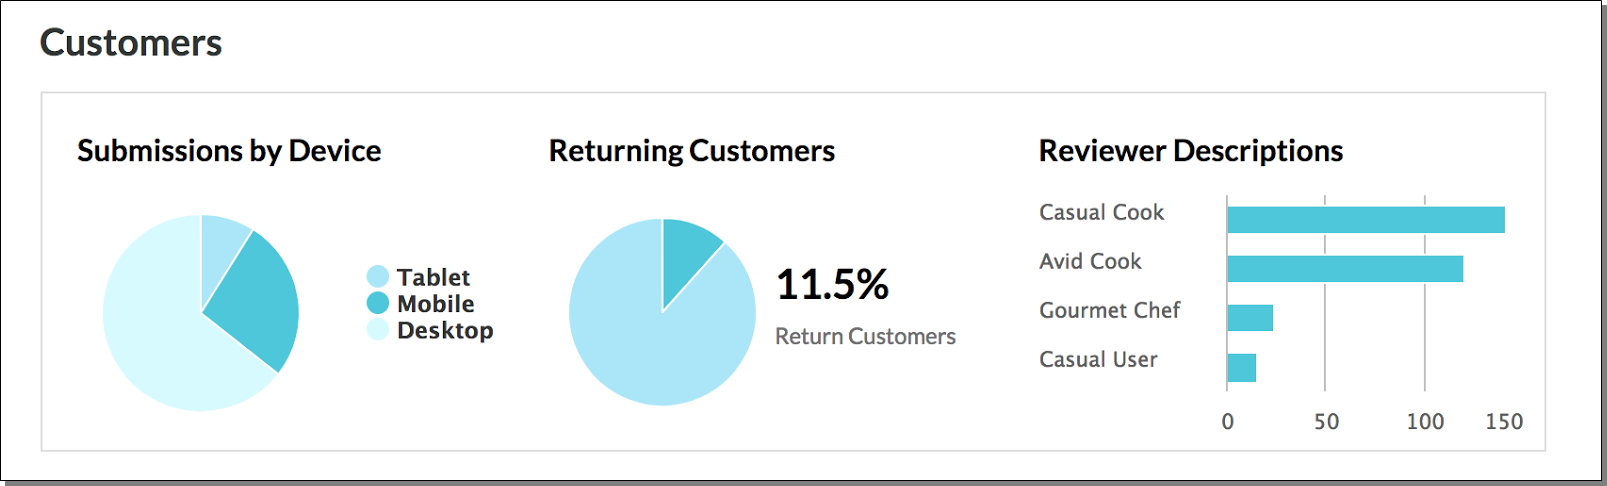 Customers
Submissions by Device
Tablet
Mobile
Desktop
Returning Customers
11.5%
Return Customers
Reviewer Descriptions
Casual Cook
Avid Cook
Gourmet Chef
Casual User
0 50 100 150